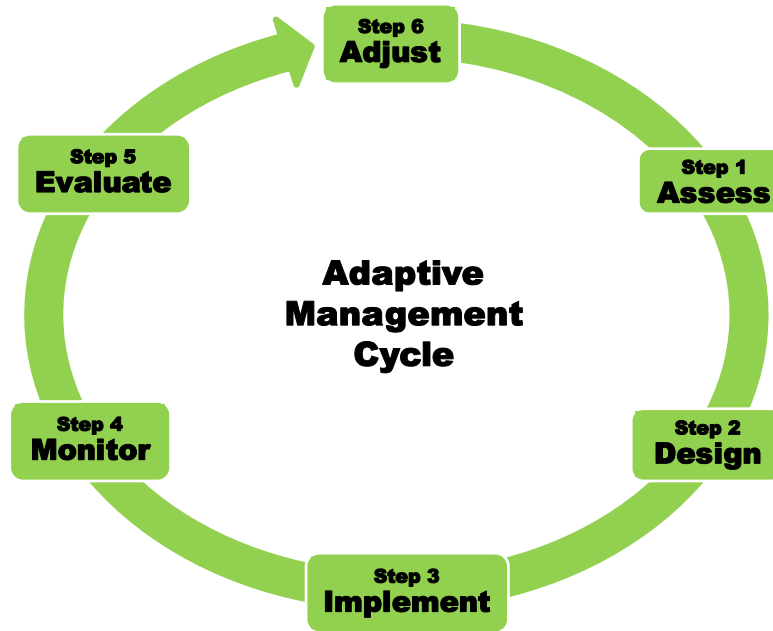 Step 6
Adjust
Step 5
Evaluate
Step 1
Assess
Adaptive
Management
Cycle
Step 4
Monitor
Step 2
Design
Step 3
Implement